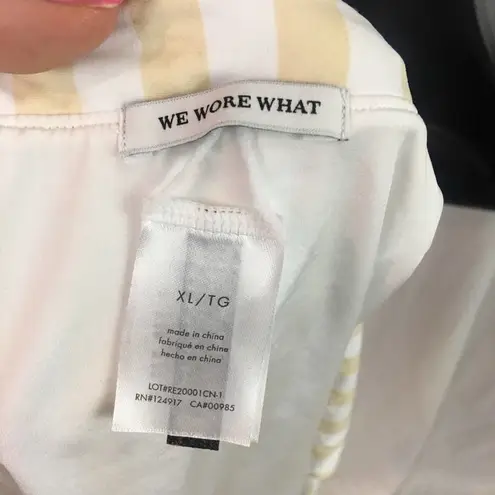 WE WORE WHAT
XL/TG
made in china
fabriqué en chine
hecho en china
LOT#RE20001CN-1
RN#124917 CA#00985